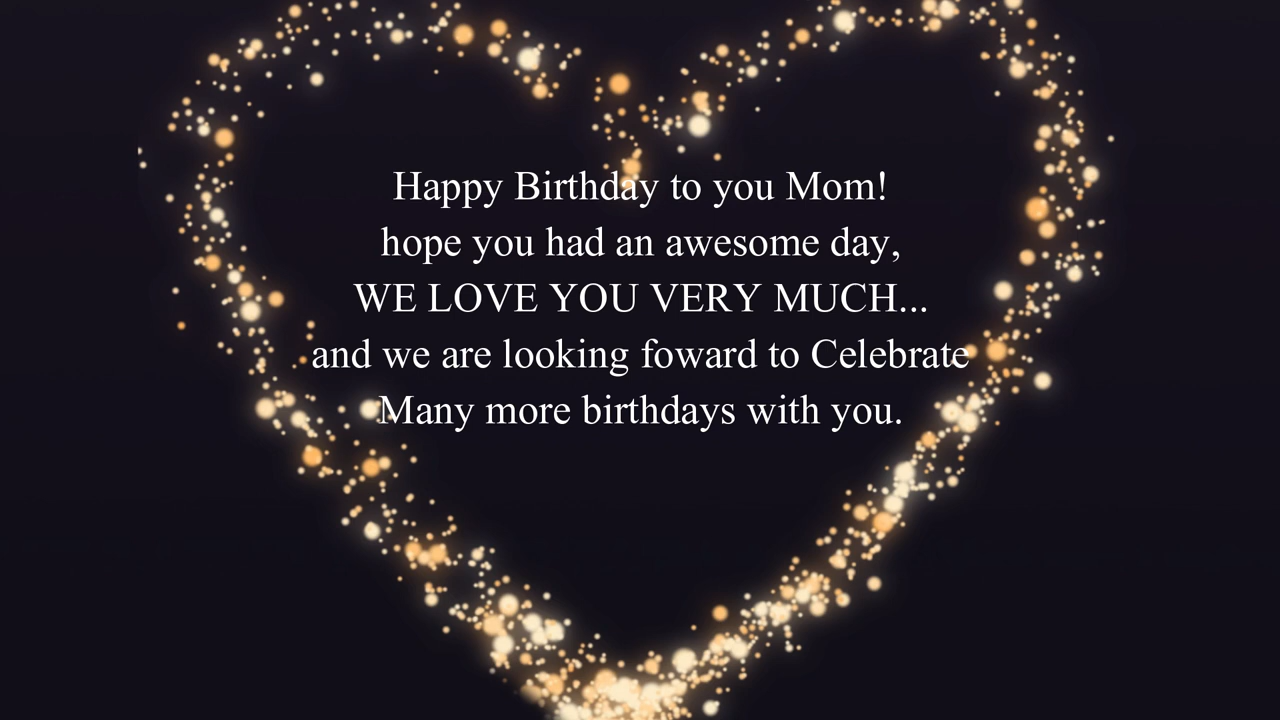 Happy Birthday to you Mom!
hope you had an awesome day,
WE LOVE YOU VERY MUCH...
and we are looking foward to Celebrate
Many more birthdays with you.